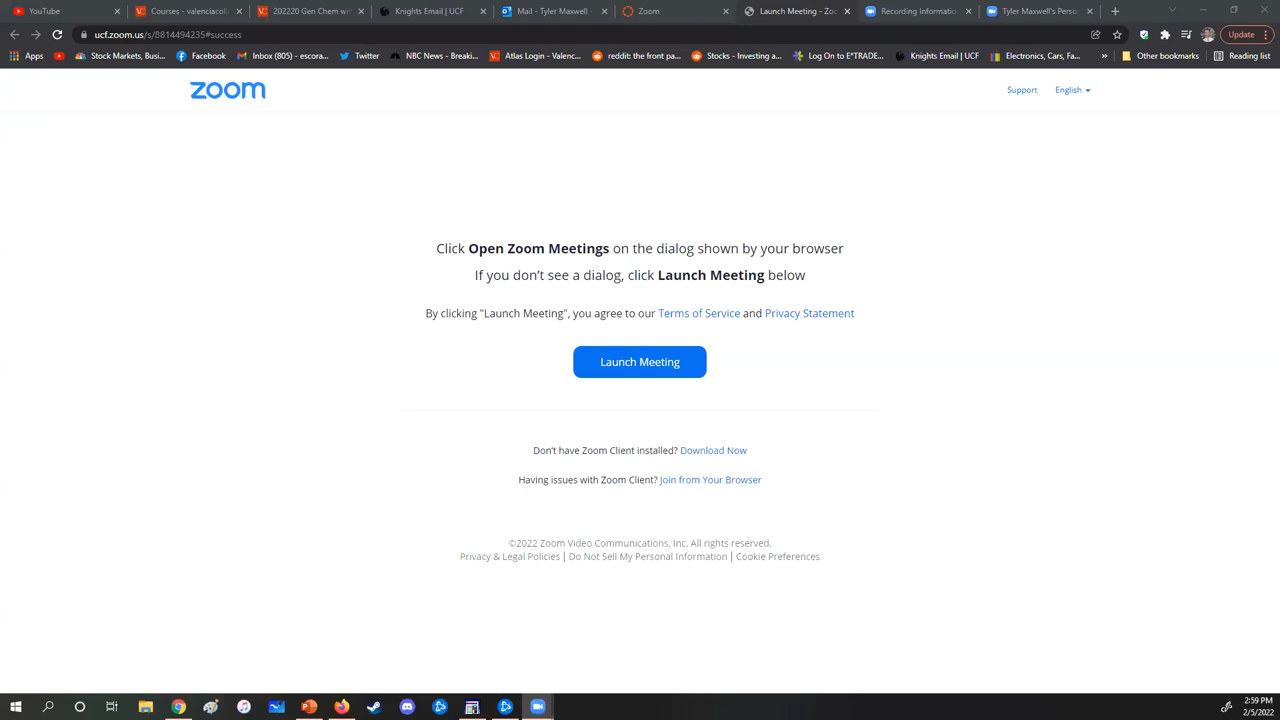 YouTube
Courses - valenciacoll
202220 Gen Chem wi
Knights Email | UCF
Mail - Tyler Maxwell -
Zoom
Launch Meeting - Zoo
Recording Informatio
Tyler Maxwell's Perso
ucf.zoom.us/s/8814494235#success
Update
Apps
Stock Markets, Busi...
Facebook
Inbox (805) - escora...
Twitter
NBC News - Breaki...
Atlas Login - Valenc...
reddit: the front pa...
Stocks - Investing a...
Log On to E*TRADE...
Knights Email | UCF
Electronics, Cars, Fa...
Other bookmarks
Reading list
zoom
Support
English
Click Open Zoom Meetings on the dialog shown by your browser
If you don't see a dialog, click Launch Meeting below
By clicking "Launch Meeting", you agree to our Terms of Service and Privacy Statement
Launch Meeting
Don't have Zoom Client installed? Download Now
Having issues with Zoom Client? Join from Your Browser
©2022 Zoom Video Communications, Inc. All rights reserved.
Privacy & Legal Policies | Do Not Sell My Personal Information | Cookie Preferences
2:59 PM
2/5/2022